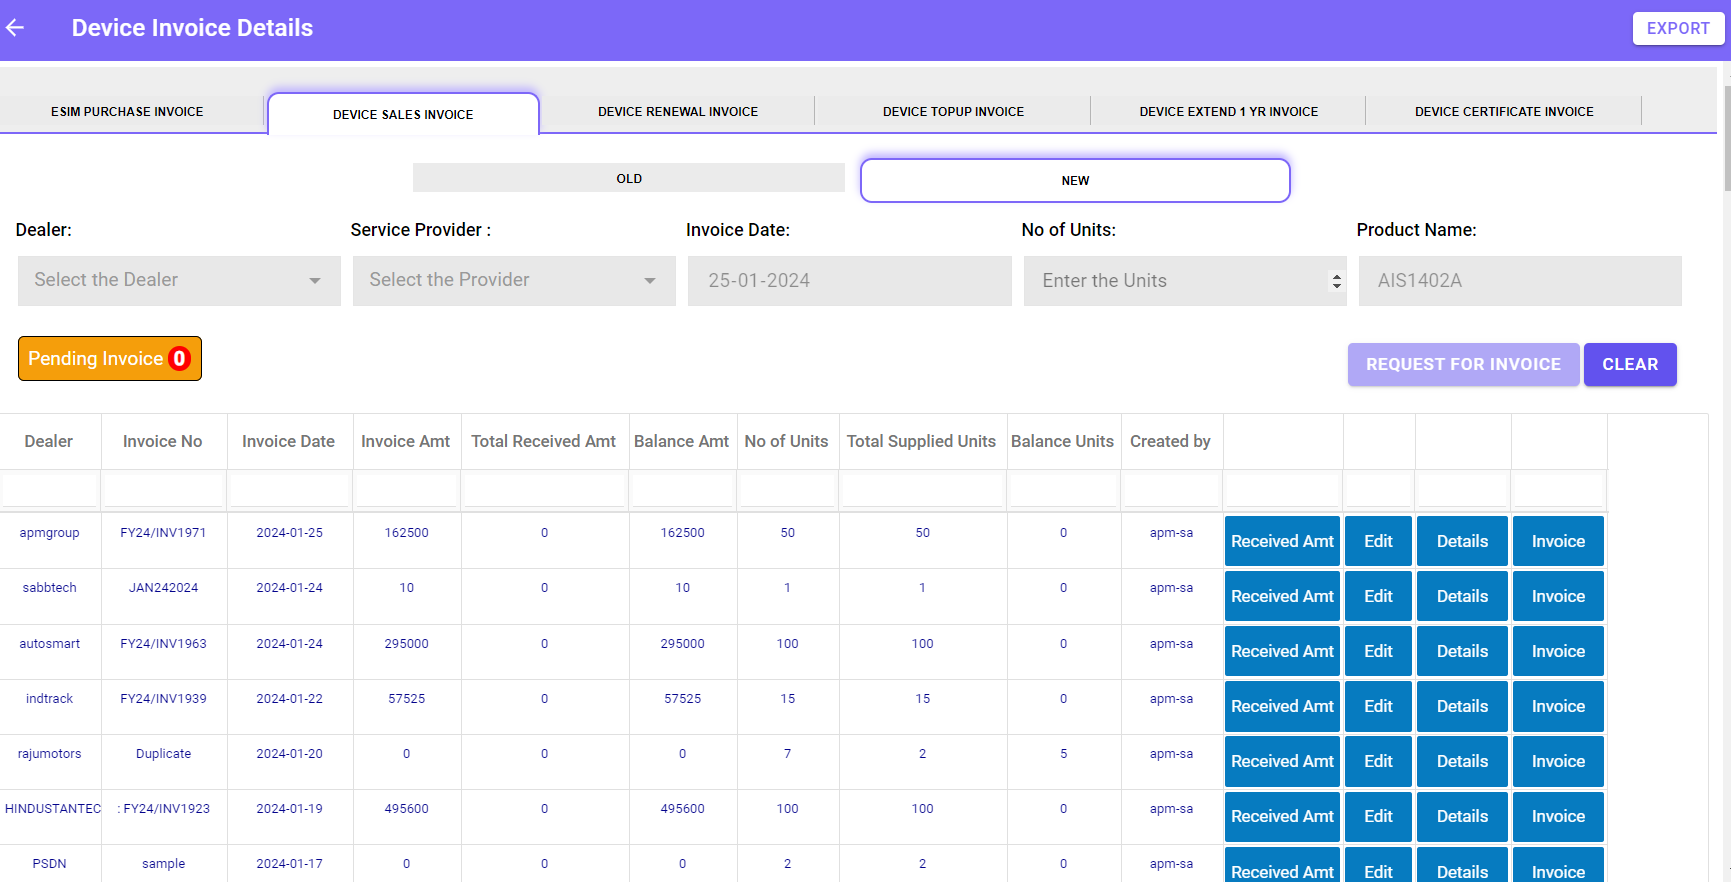 Device Invoice Details
EXPORT
ESIM PURCHASE INVOICE DEVICE SALES INVOICE DEVICE RENEWAL INVOICE DEVICE TOPUP INVOICE DEVICE EXTEND 1 YR INVOICE DEVICE CERTIFICATE INVOICE
OLD NEW
Dealer: Service Provider : Invoice Date: No of Units: Product Name:
Select the Dealer Select the Provider 25-01-2024 Enter the Units AIS1402A
Pending Invoice 0
REQUEST FOR INVOICE CLEAR
Dealer Invoice No Invoice Date Invoice Amt Total Received Amt Balance Amt No of Units Total Supplied Units Balance Units Created by
apmgroup FY24/INV1971 2024-01-25 162500 0 162500 50 50 0 apm-sa Received Amt Edit Details Invoice
sabbtech JAN242024 2024-01-24 10 0 10 1 1 0 apm-sa Received Amt Edit Details Invoice
autosmart FY24/INV1963 2024-01-24 295000 0 295000 100 100 0 apm-sa Received Amt Edit Details Invoice
indtrack FY24/INV1939 2024-01-22 57525 0 57525 15 15 0 apm-sa Received Amt Edit Details Invoice
rajumotors Duplicate 2024-01-20 0 0 0 7 2 5 apm-sa Received Amt Edit Details Invoice
HINDUSTANTEC : FY24/INV1923 2024-01-19 495600 0 495600 100 100 0 apm-sa Received Amt Edit Details Invoice
PSDN sample 2024-01-17 0 0 0 2 2 0 apm-sa Received Amt Edit Details Invoice